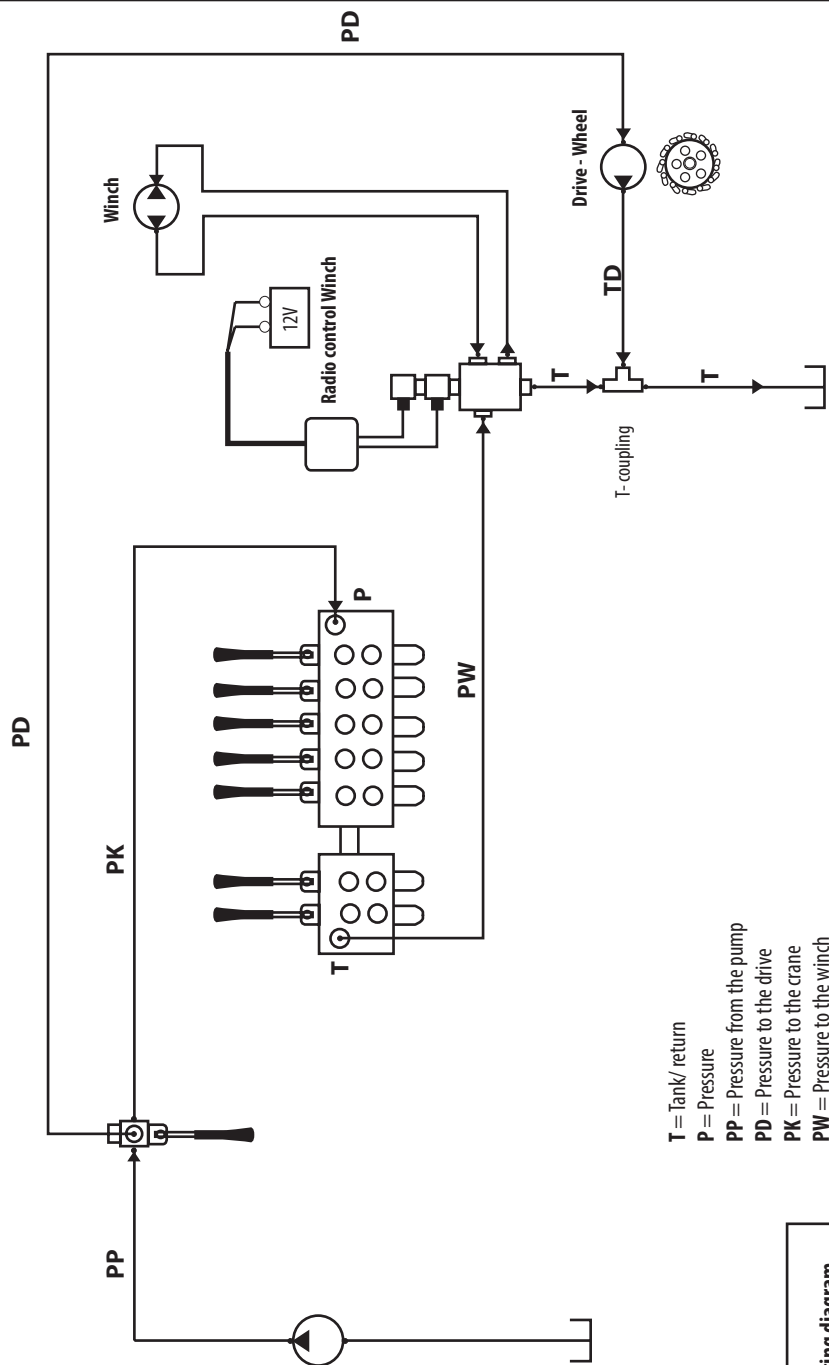 PD
PP
PK
Winch
12V
Radio control Winch
PD
T
P
PW
T
Drive - Wheel
TD
T- coupling
T
T = Tank/ return
P = Pressure
PP = Pressure from the pump
PD = Pressure to the drive
PK = Pressure to the crane
PW = Pressure to the winch
diagram